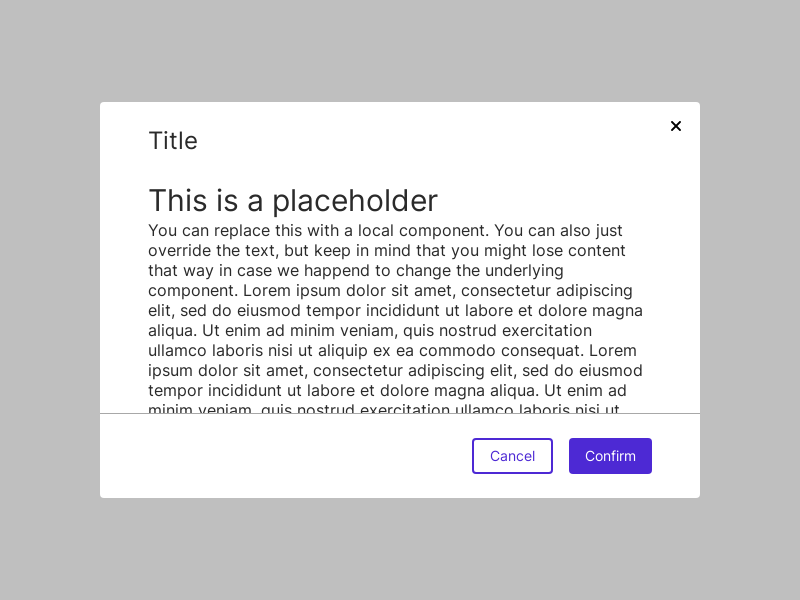 Title
This is a placeholder
You can replace this with a local component. You can also just
override the text, but keep in mind that you might lose content
that way in case we happend to change the underlying
component. Lorem ipsum dolor sit amet, consectetur adipiscing
elit, sed do eiusmod tempor incididunt ut labore et dolore magna
aliqua. Ut enim ad minim veniam, quis nostrud exercitation
ullamco laboris nisi ut aliquip ex ea commodo consequat. Lorem
ipsum dolor sit amet, consectetur adipiscing elit, sed do eiusmod
tempor incididunt ut labore et dolore magna aliqua. Ut enim ad
minim veniam, quis nostrud exercitation ullamco laboris nisi ut
Cancel
Confirm